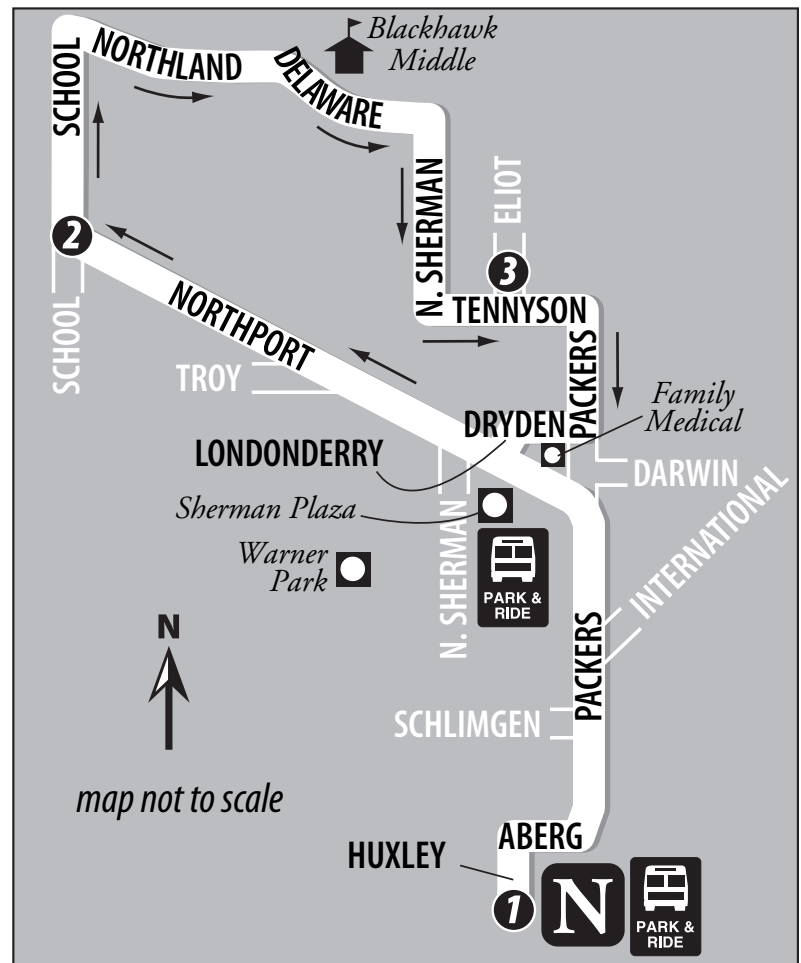 Blackhawk
Middle
SCHOOL
NORTHLAND
DELAWARE
N. SHERMAN
ELIOT
2
3
TENNYSON
SCHOOL
NORTHPORT
TROY
PACKERS
Family
Medical
DRYDEN
LONDONDERRY
DARWIN
Sherman Plaza
INTERNATIONAL
Warner
Park
N. SHERMAN
PARK &
RIDE
N
PACKERS
SCHLIMGEN
map not to scale
ABERG
HUXLEY
1
N
PARK &
RIDE